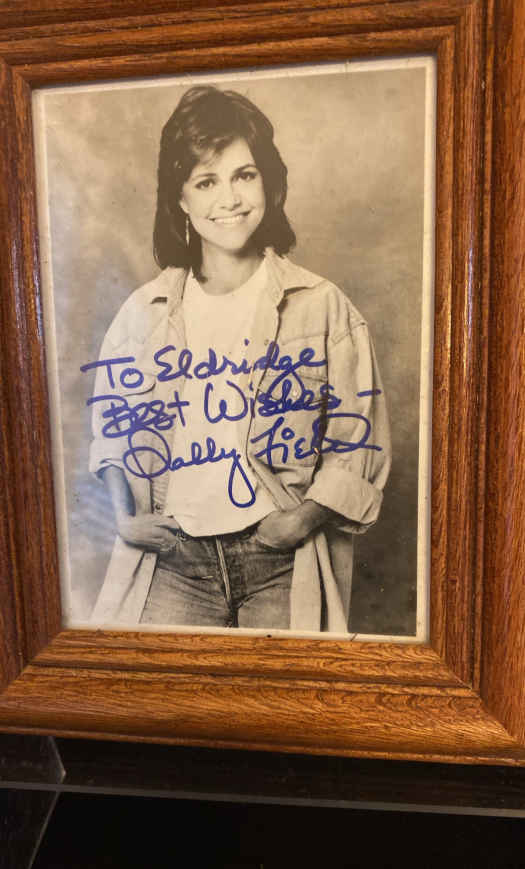 To Eldridge
Best Wishes -
Sally Field